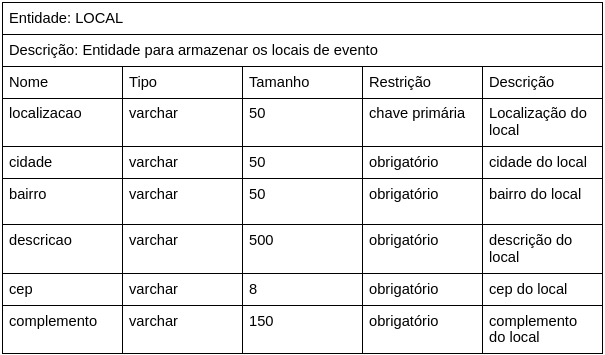 Entidade: LOCAL
Descrição: Entidade para armazenar os locais de evento
Nome Tipo Tamanho Restrição Descrição
localizacao varchar 50 chave primária Localização do
local
cidade varchar 50 obrigatório cidade do local
bairro varchar 50 obrigatório bairro do local
descricao varchar 500 obrigatório descrição do
local
cep varchar 8 obrigatório cep do local
complemento varchar 150 obrigatório complemento
do local